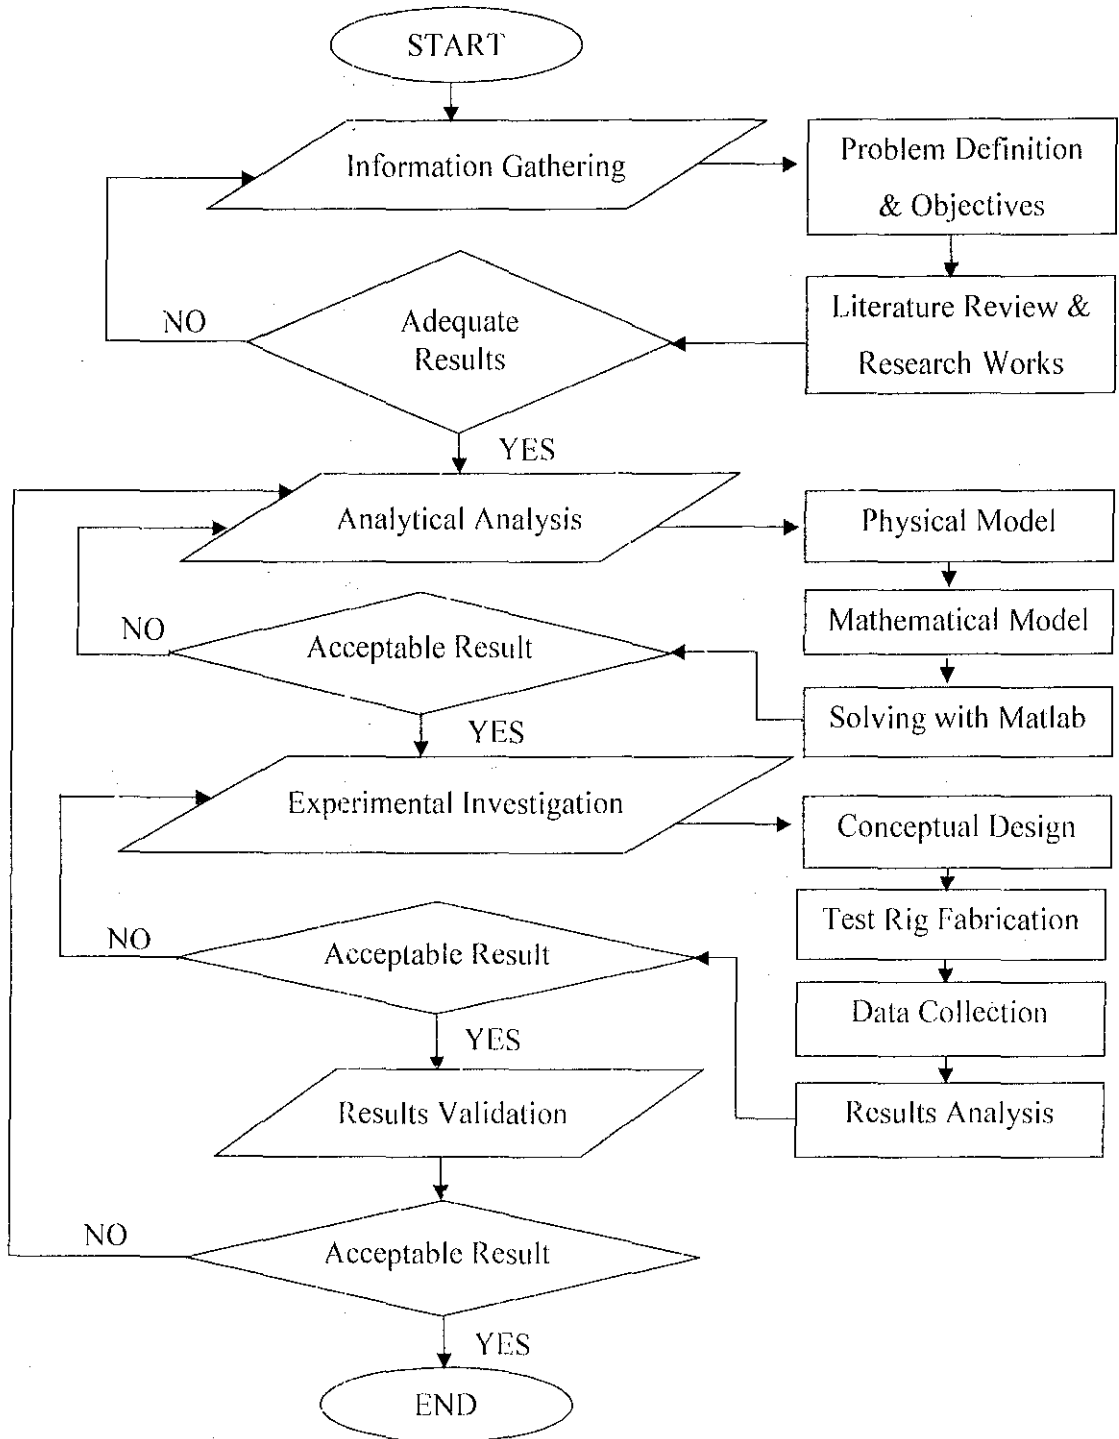 START
Information Gathering
Problem Definition
& Objectives
NO
Adequate
Results
Literature Review &
Research Works
YES
Analytical Analysis
Physical Model
NO
Acceptable Result
Mathematical Model
YES
Solving with Matlab
Experimental Investigation
Conceptual Design
NO
Acceptable Result
Test Rig Fabrication
Data Collection
YES
Results Validation
Results Analysis
NO
Acceptable Result
YES
END